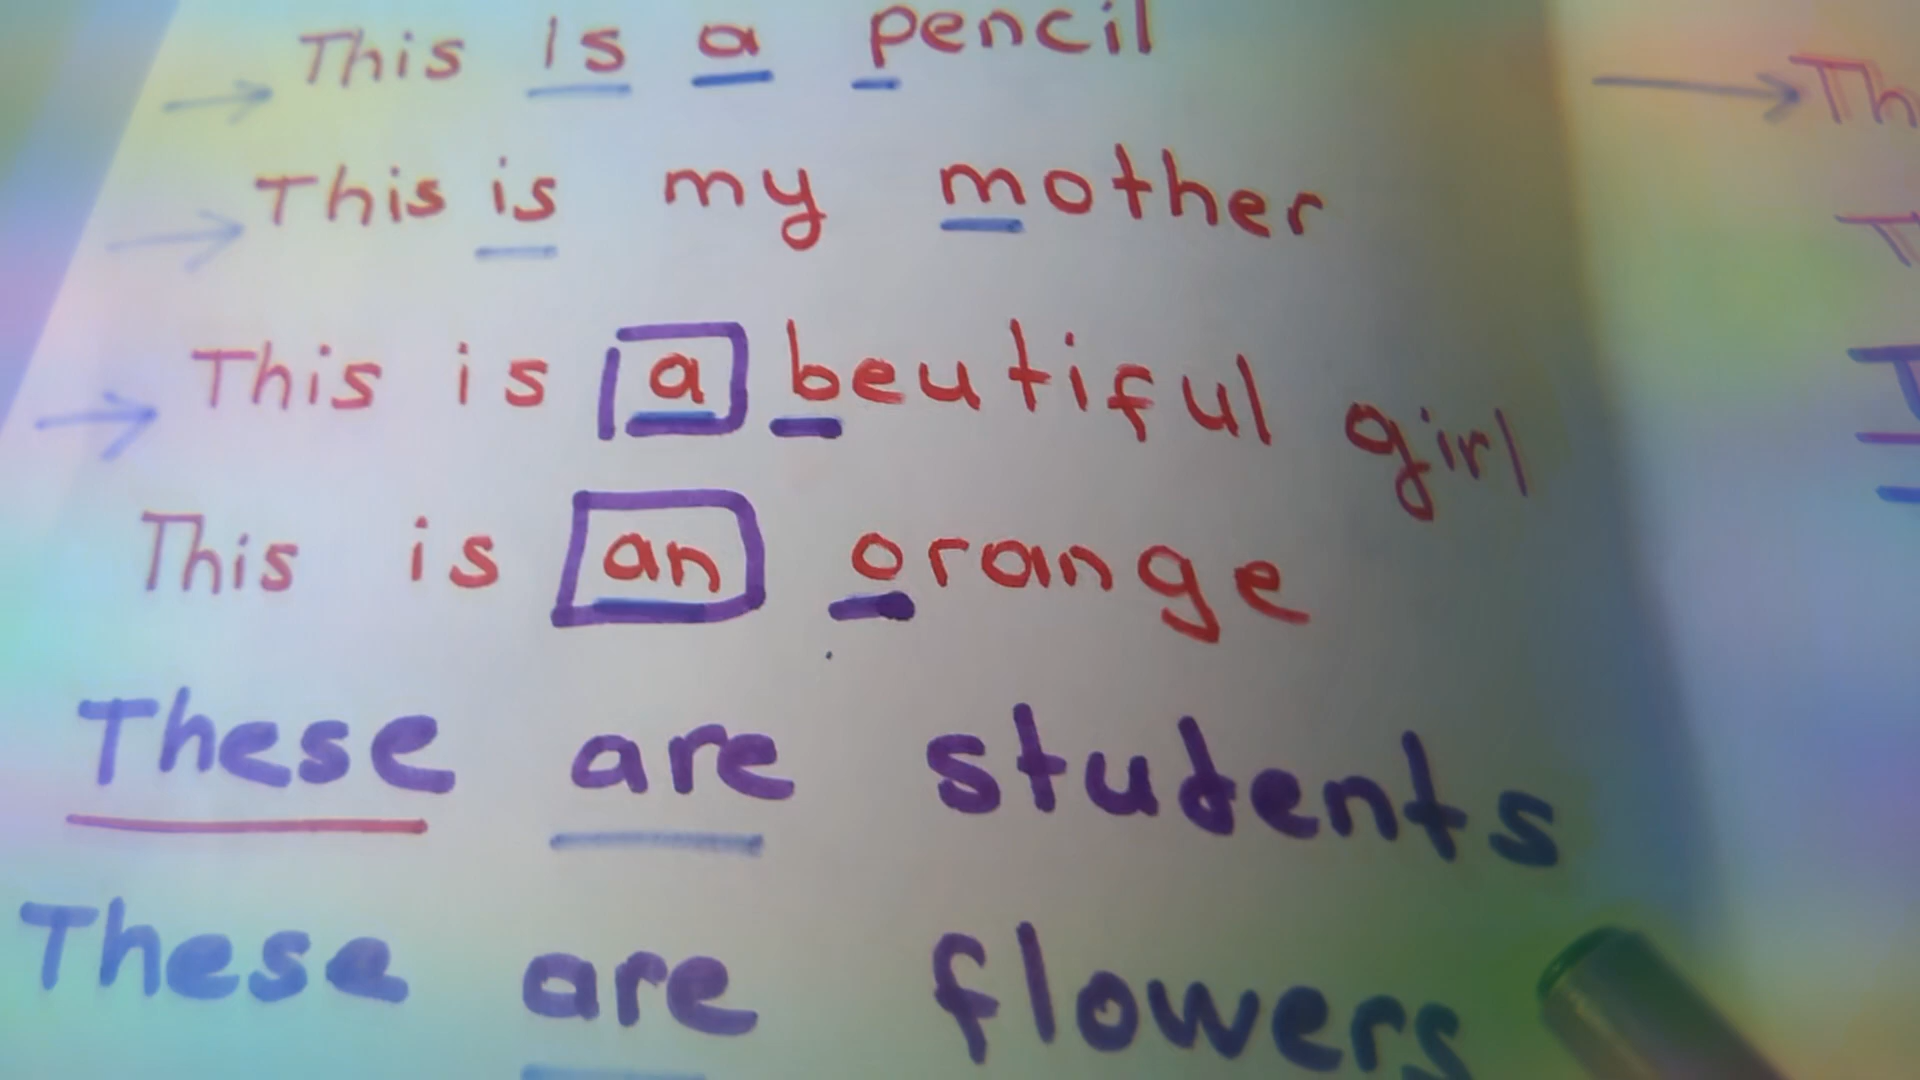 This is a pencil
This is my mother
This is a beutiful girl
This is an orange
These are students
These are flowers